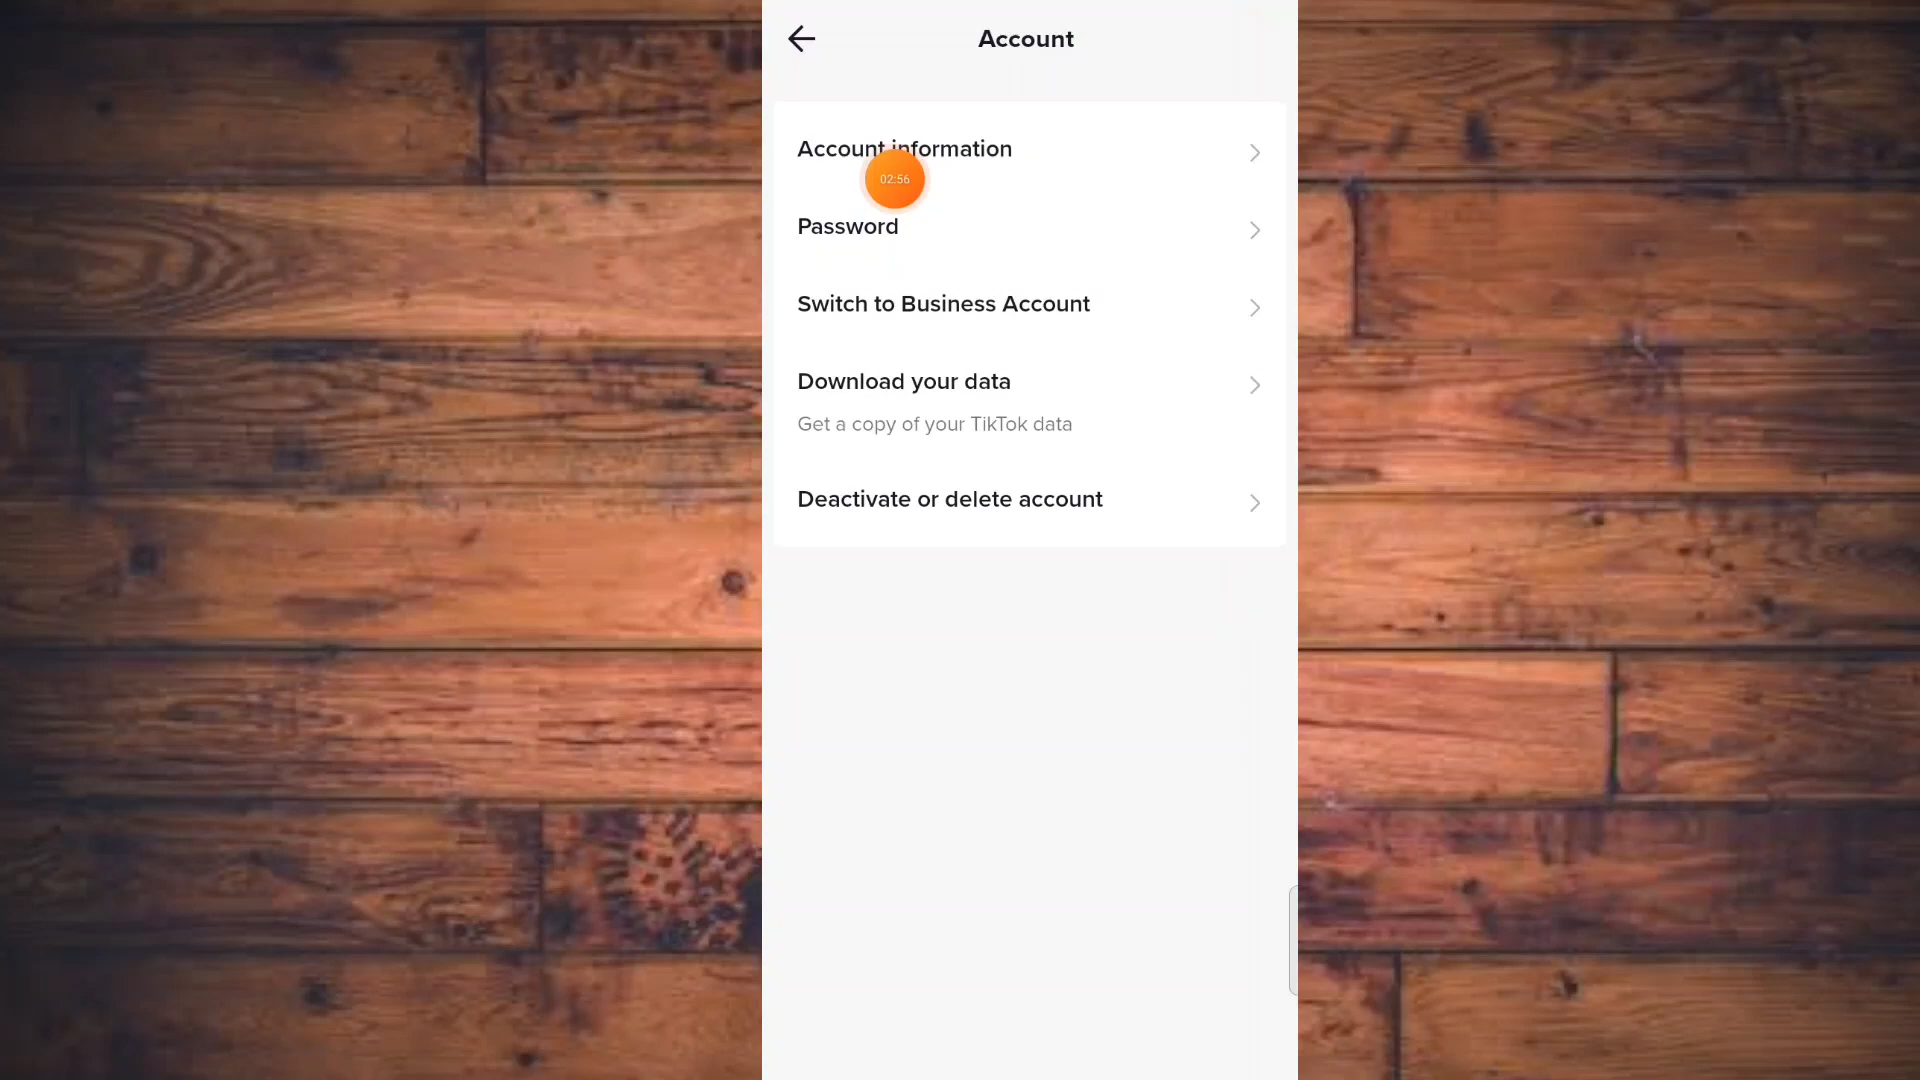 Account
Account information
02:56
Password
Switch to Business Account
Download your data
Get a copy of your TikTok data
Deactivate or delete account